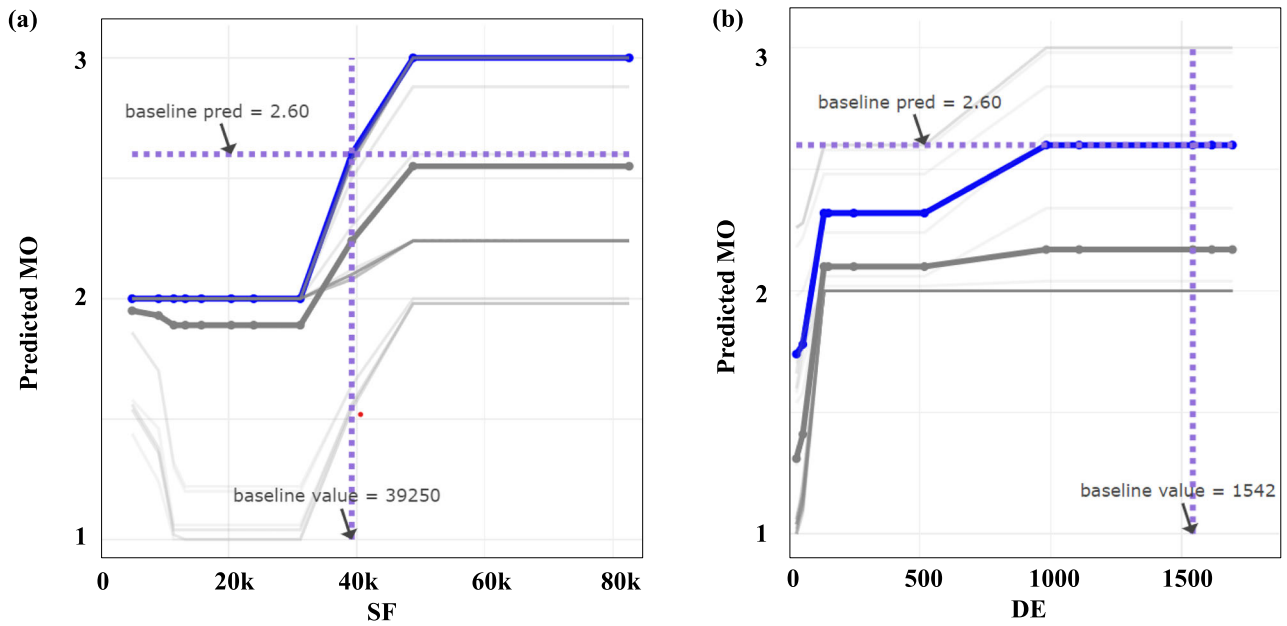 (a)
3
baseline pred = 2.60
2
baseline value = 39250
1
Predicted MO
0
20k
40k
60k
80k
SF
(b)
3
baseline pred = 2.60
2
baseline value = 1542
1
Predicted MO
0
500
1000
1500
DE